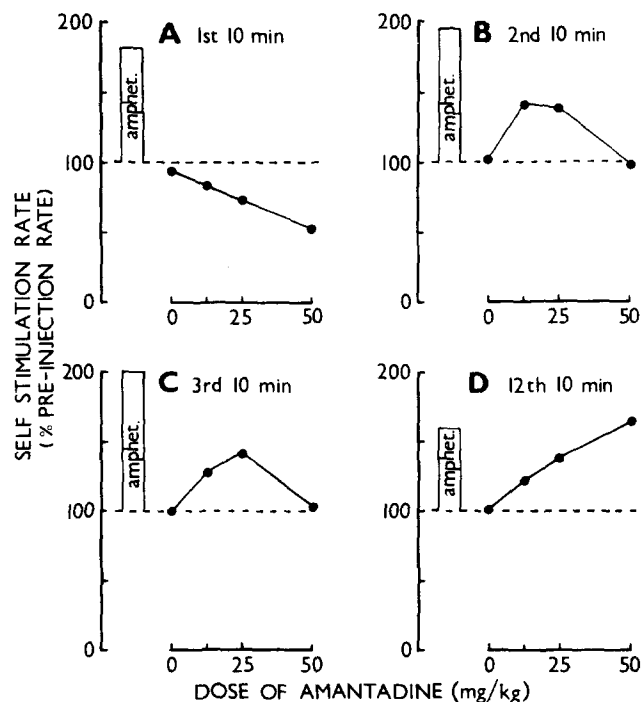 SELF STIMULATION RATE
(% PRE-INJECTION RATE)
A 1st 10 min
200
100
0
amphet.
0 25 50
B 2nd 10 min
200
100
0
amphet.
0 25 50
C 3rd 10 min
200
100
0
amphet.
0 25 50
D 12th 10 min
200
100
0
amphet.
0 25 50
DOSE OF AMANTADINE (mg/kg)